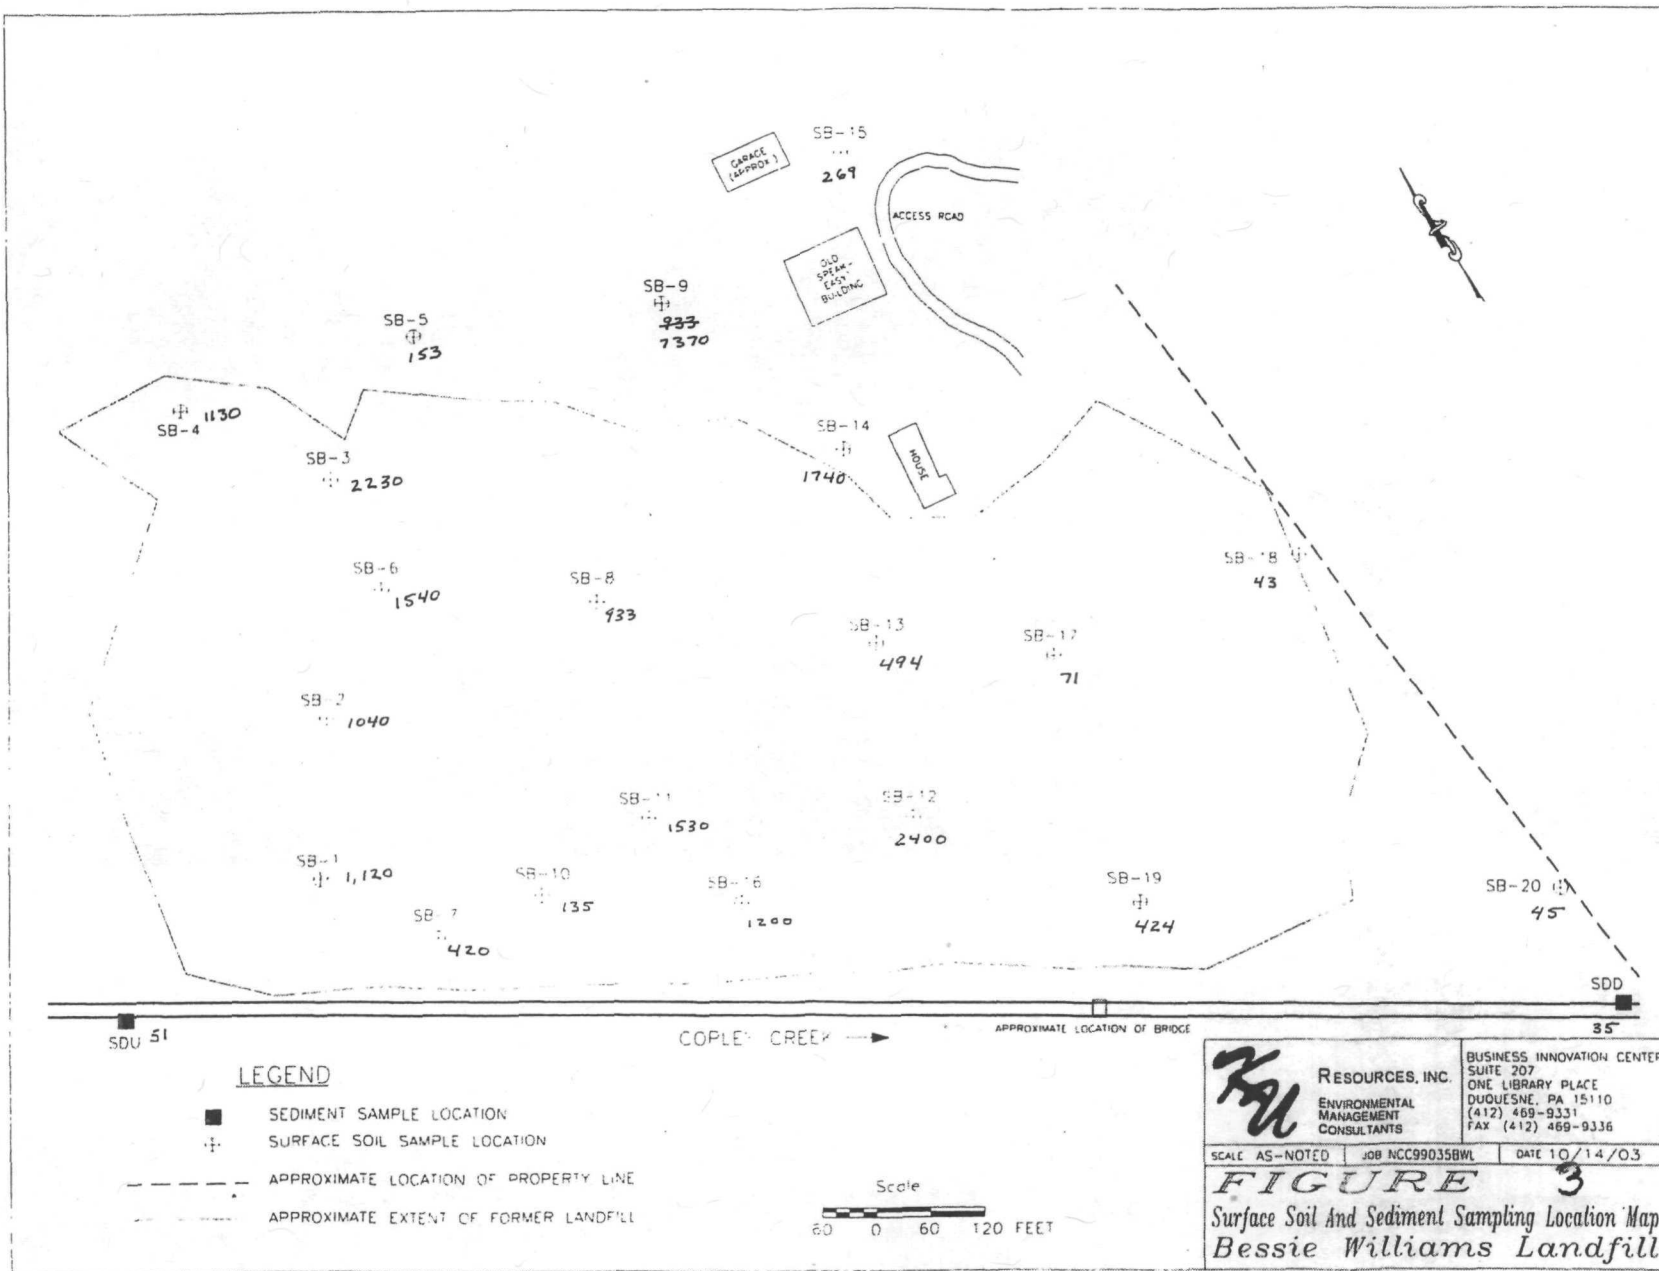 SB-15
269
GARAGE
(APPROX.)
ACCESS ROAD
OLD
SPEAK-
EASY
BUILDING
SB-9
933
7370
SB-5
153
1130
SB-4
SB-3
2230
SB-14
1740
HOUSE
SB-18
43
SB-6
1540
SB-8
933
SB-13
494
SB-17
71
SB-2
1040
SB-11
1530
SB-12
2400
SB-1
1,120
SB-10
135
SB-16
1200
SB-7
420
SB-19
424
SB-20
45
SDD
35
SDU 51
COPLEY CREEK
APPROXIMATE LOCATION OF BRIDGE
LEGEND
SEDIMENT SAMPLE LOCATION
SURFACE SOIL SAMPLE LOCATION
APPROXIMATE LOCATION OF PROPERTY LINE
APPROXIMATE EXTENT OF FORMER LANDFILL
Scale
60 0 60 120 FEET
KU RESOURCES, INC.
ENVIRONMENTAL
MANAGEMENT
CONSULTANTS
BUSINESS INNOVATION CENTER
SUITE 207
ONE LIBRARY PLACE
DUQUESNE, PA 15110
(412) 469-9331
FAX (412) 469-9336
SCALE AS-NOTED JOB NCC99035BWL DATE 10/14/03
FIGURE 3
Surface Soil And Sediment Sampling Location Map
Bessie Williams Landfill